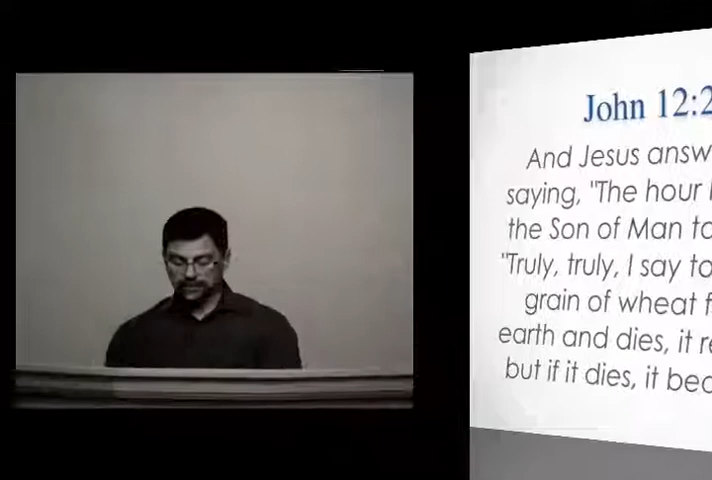 John 12:2
And Jesus answ
saying, "The hour
the Son of Man to
"Truly, truly, I say to
grain of wheat f
earth and dies, it re
but if it dies, it bec